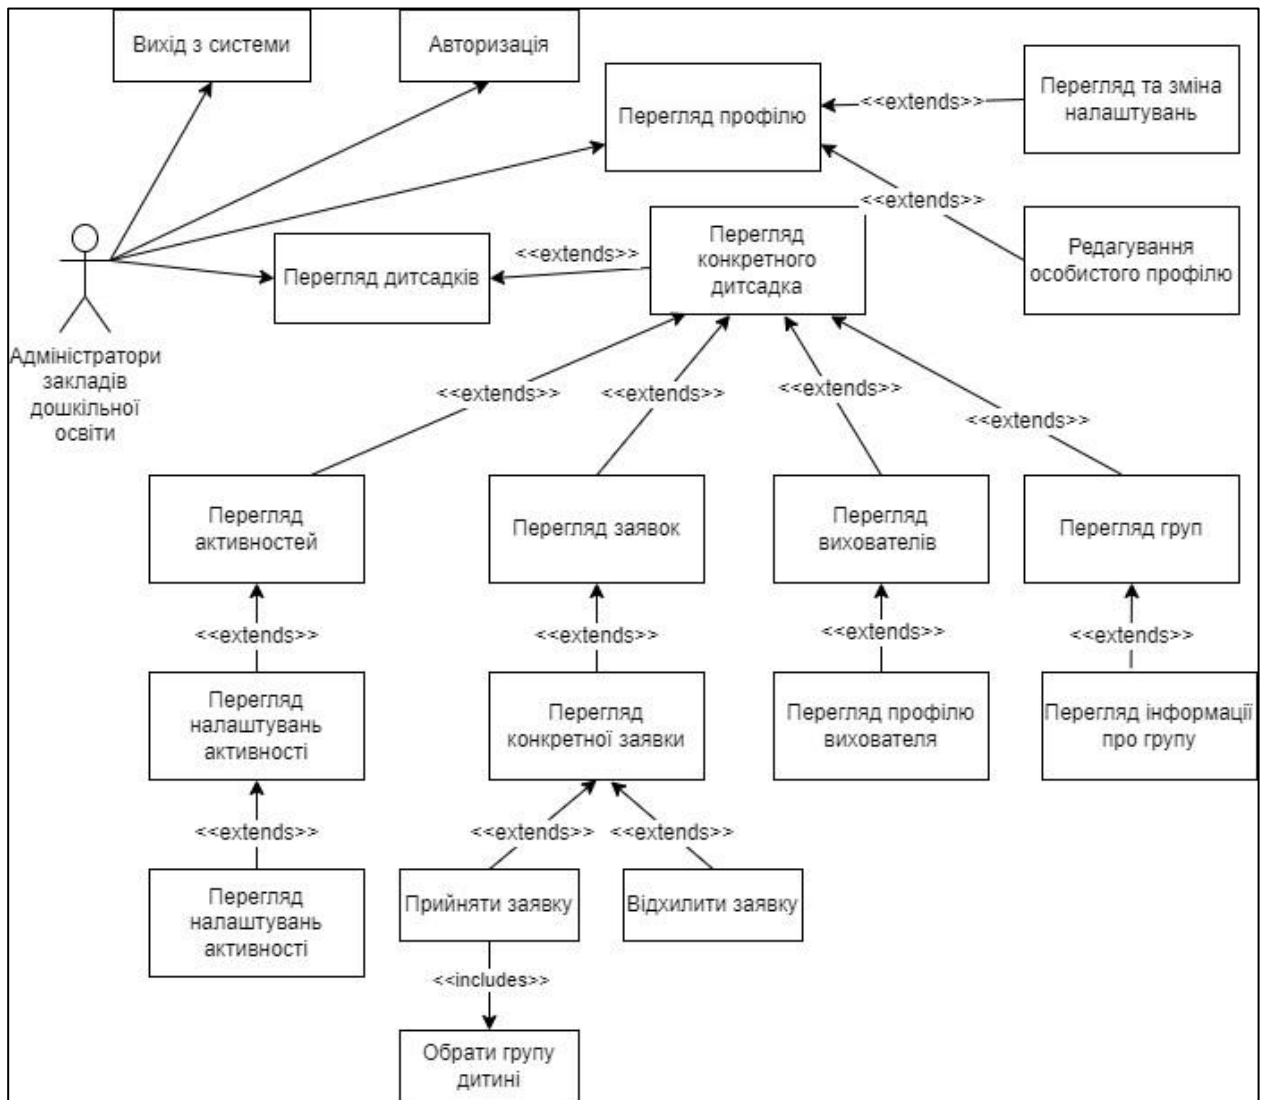 Вихід з системи
Авторизація
Перегляд профілю
<<extends>>
Перегляд та зміна
налаштувань
<<extends>>
Редагування
особистого профілю
Перегляд дитсадків
<<extends>>
Перегляд
конкретного
дитсадка
Адміністратори
закладів
дошкільної
освіти
<<extends>>
<<extends>>
<<extends>>
<<extends>>
Перегляд
активностей
Перегляд заявок
Перегляд
вихователів
Перегляд груп
<<extends>>
<<extends>>
<<extends>>
<<extends>>
Перегляд
налаштувань
активності
Перегляд
конкретної заявки
Перегляд профілю
вихователя
Перегляд інформації
про групу
<<extends>>
<<extends>>
<<extends>>
Перегляд
налаштувань
активності
Прийняти заявку
Відхилити заявку
<<includes>>
Обрати групу
дитині